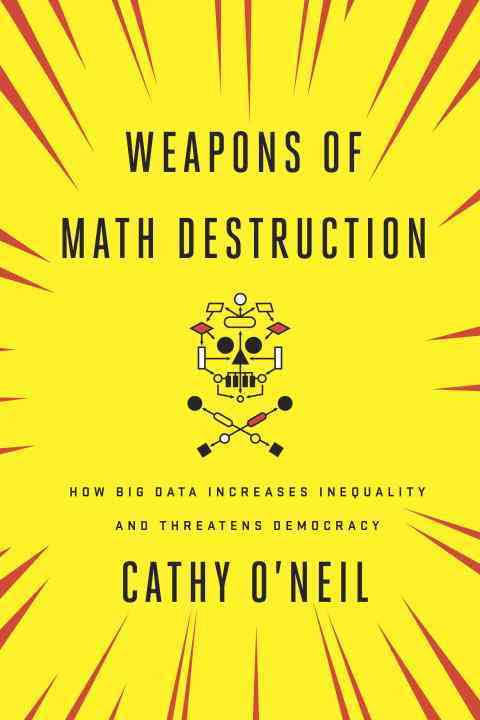 WEAPONS OF
MATH DESTRUCTION
HOW BIG DATA INCREASES INEQUALITY
AND THREATENS DEMOCRACY
CATHY O'NEIL